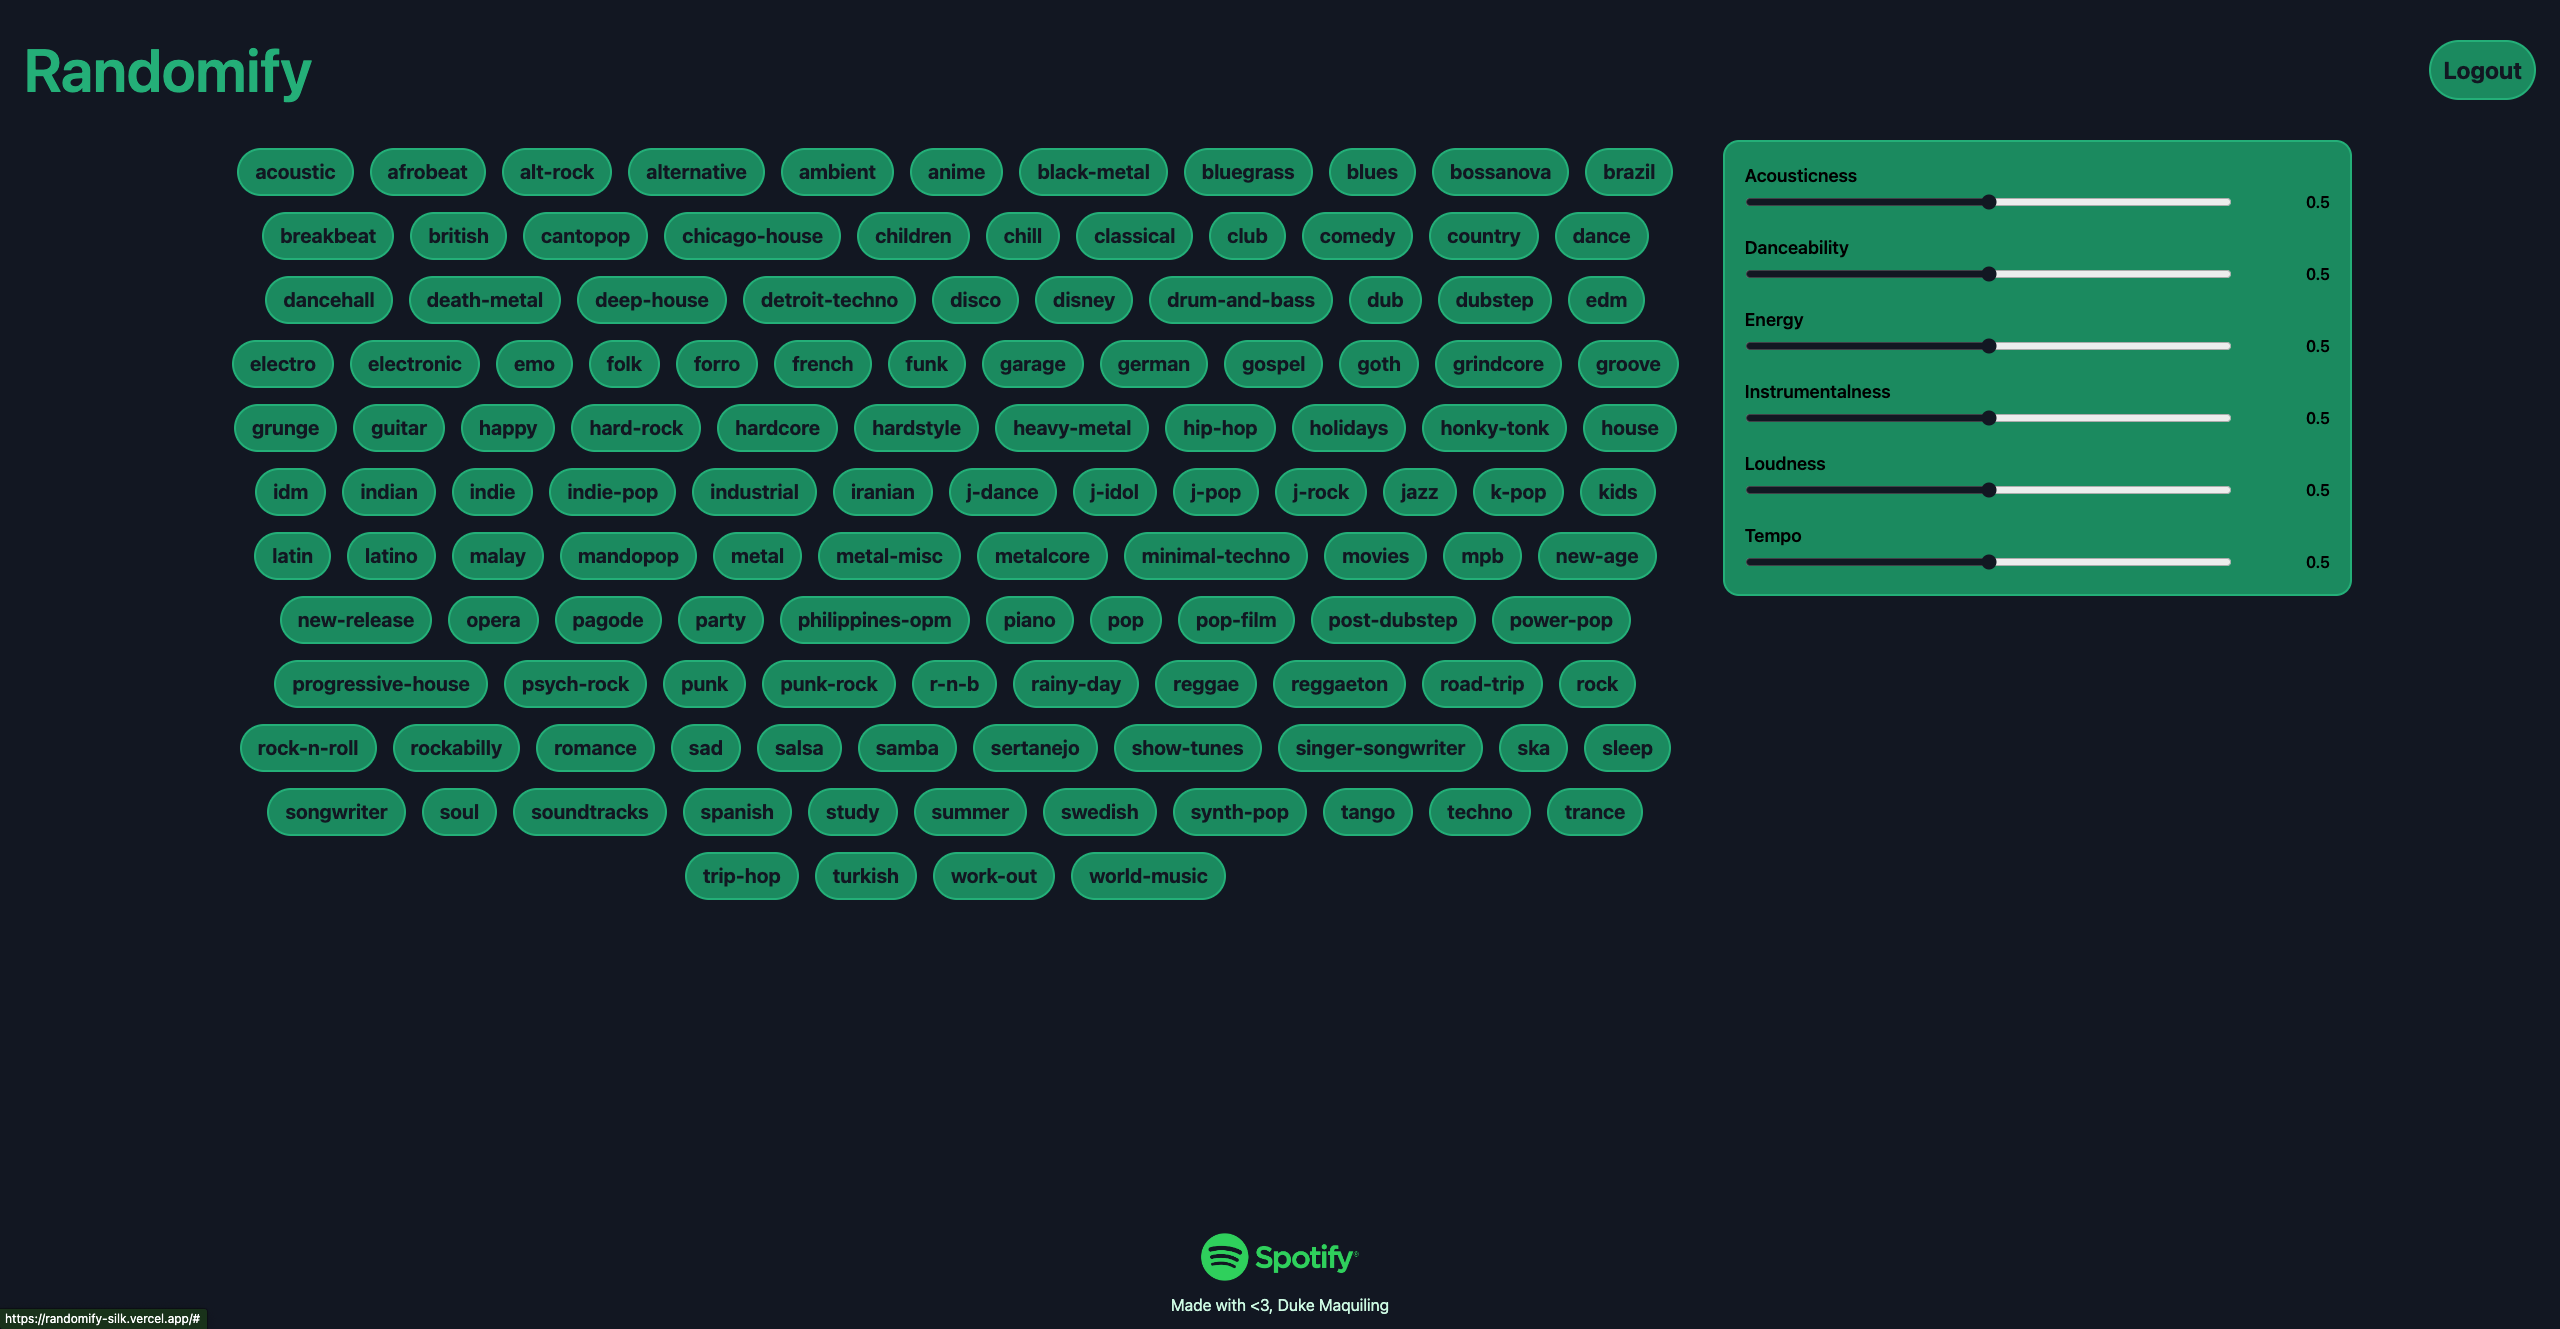 Randomify
Logout
acoustic afrobeat alt-rock alternative ambient anime black-metal bluegrass blues bossanova brazil
breakbeat british cantopop chicago-house children chill classical club comedy country dance
dancehall death-metal deep-house detroit-techno disco disney drum-and-bass dub dubstep edm
electro electronic emo folk forro french funk garage german gospel goth grindcore groove
grunge guitar happy hard-rock hardcore hardstyle heavy-metal hip-hop holidays honky-tonk house
idm indian indie indie-pop industrial iranian j-dance j-idol j-pop j-rock jazz k-pop kids
latin latino malay mandopop metal metal-misc metalcore minimal-techno movies mpb new-age
new-release opera pagode party philippines-opm piano pop pop-film post-dubstep power-pop
progressive-house psych-rock punk punk-rock r-n-b rainy-day reggae reggaeton road-trip rock
rock-n-roll rockabilly romance sad salsa samba sertanejo show-tunes singer-songwriter ska sleep
songwriter soul soundtracks spanish study summer swedish synth-pop tango techno trance
trip-hop turkish work-out world-music
Acousticness
0.5
Danceability
0.5
Energy
0.5
Instrumentalness
0.5
Loudness
0.5
Tempo
0.5
Spotify®
Made with <3, Duke Maquiling
https://randomify-silk.vercel.app/#